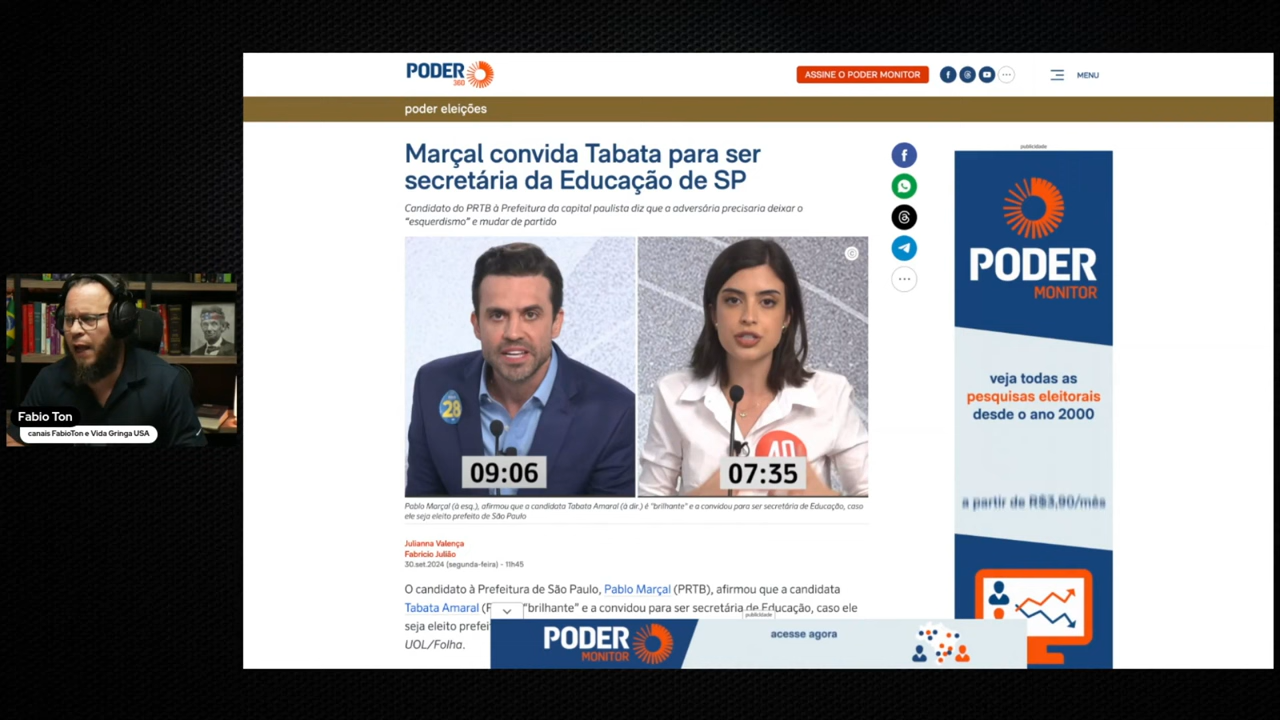 PODER
360
ASSINE O PODER MONITOR
MENU
poder eleições
Marçal convida Tabata para ser
secretária da Educação de SP
Candidato do PRTB à Prefeitura da capital paulista diz que a adversária precisaria deixar o
"esquerdismo" e mudar de partido
28
09:06
07:35
Pablo Marçal (à esq.), afirmou que a candidata Tabata Amaral (à dir.) é "brilhante" e a convidou para ser secretária de Educação, caso
ele seja eleito prefeito de São Paulo
Julianna Valença
Fabricio Julião
30.set.2024 (segunda-feira) - 11h45
O candidato à Prefeitura de São Paulo, Pablo Marçal (PRTB), afirmou que a candidata
Tabata Amaral "brilhante" e a convidou para ser secretária de Educação, caso ele
seja eleito
UOL/Folha.
publicidade
PODER
MONITOR
veja todas as
pesquisas eleitorais
desde o ano 2000
a partir de R$3,90/mês
publicidade
PODER
MONITOR
acesse agora
Fabio Ton
canais FabioTon e Vida Gringa USA